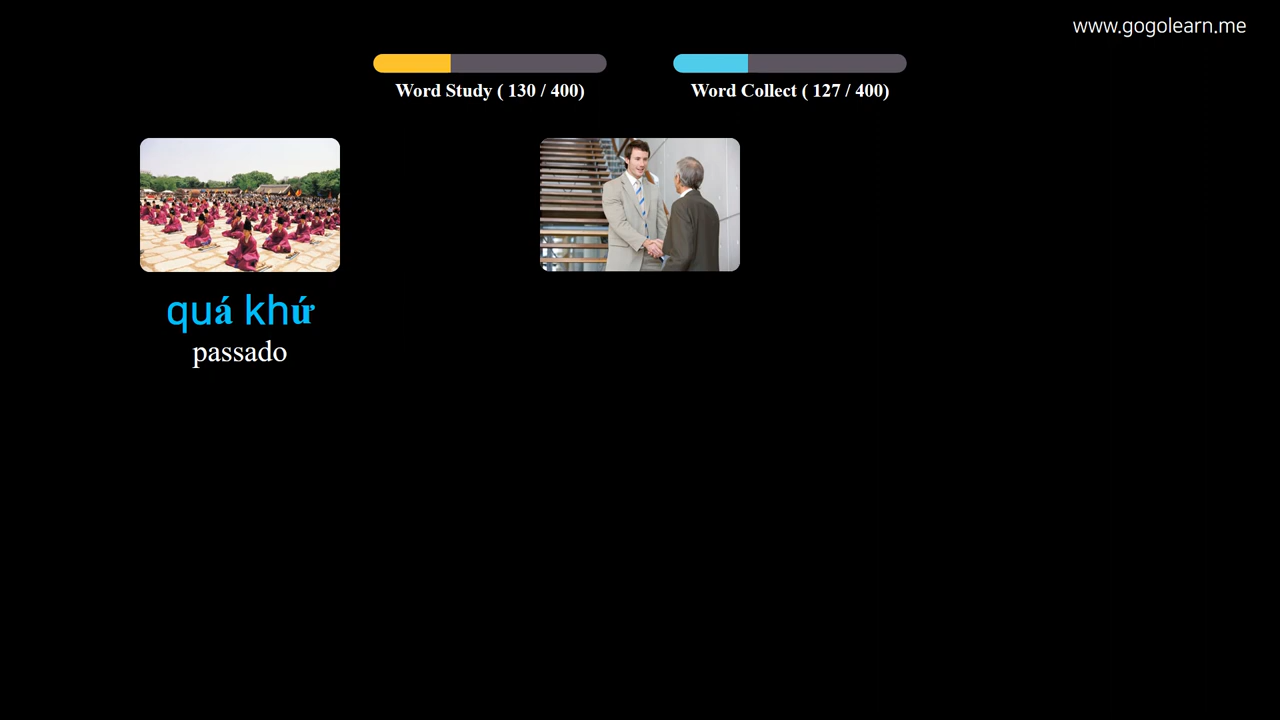 www.gogolearn.me
Word Study ( 130 / 400)
Word Collect ( 127 / 400)
quá khứ
passado